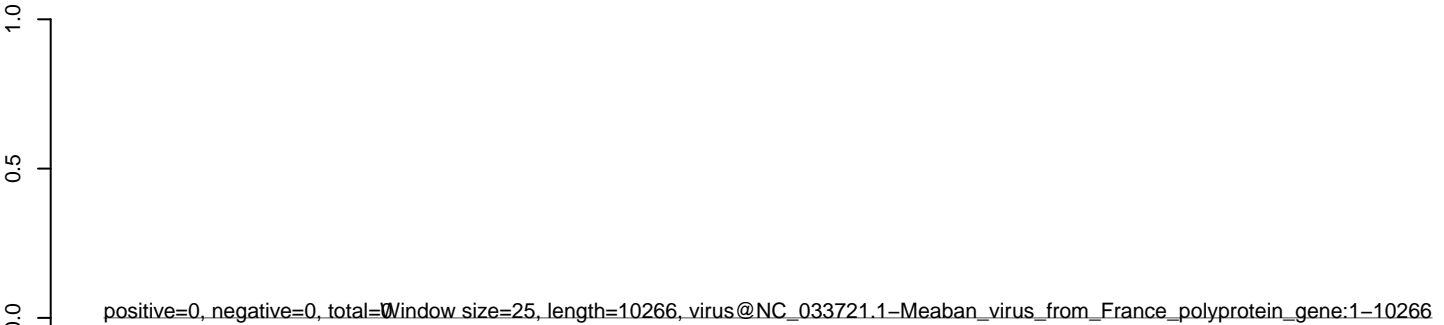 1.0
0.5
0.0
positive=0, negative=0, total=0
Window size=25, length=10266, virus@NC_033721.1−Meaban_virus_from_France_polyprotein_gene:1−10266